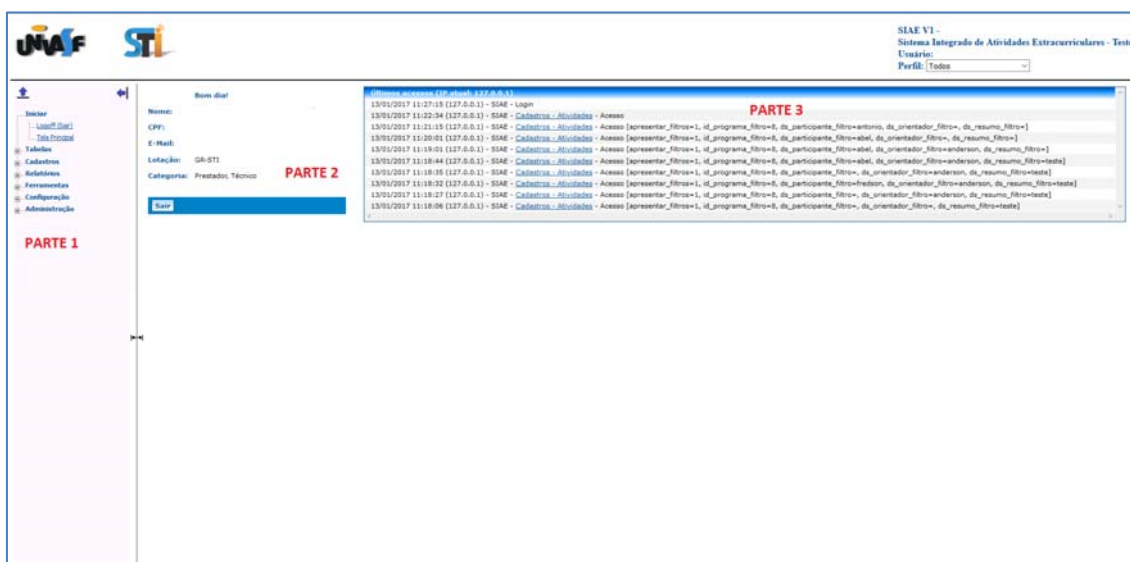 UNIVASF
STI
SIAE V1 -
Sistema Integrado de Atividades Extracurriculares - Teste
Usuário:
Perfil: Todos
Iniciar
Logoff (Sair)
Tela Principal
Tabelas
Cadastros
Relatórios
Ferramentas
Configuração
Administração
PARTE 1
Bom dia!
Nome:
CPF:
E-Mail:
Lotação: GR-STI
Categoria: Prestador, Técnico
PARTE 2
Sair
Últimos acessos (IP atual: 127.0.0.1)
PARTE 3
13/01/2017 11:27:15 (127.0.0.1) - SIAE - Login
13/01/2017 11:22:34 (127.0.0.1) - SIAE - Cadastros - Atividades - Acesso
13/01/2017 11:21:15 (127.0.0.1) - SIAE - Cadastros - Atividades - Acesso [apresentar_filtros=1, id_programa_filtro=8, ds_participante_filtro=antonio, ds_orientador_filtro=, ds_resumo_filtro=]
13/01/2017 11:20:01 (127.0.0.1) - SIAE - Cadastros - Atividades - Acesso [apresentar_filtros=1, id_programa_filtro=8, ds_participante_filtro=abel, ds_orientador_filtro=, ds_resumo_filtro=]
13/01/2017 11:19:01 (127.0.0.1) - SIAE - Cadastros - Atividades - Acesso [apresentar_filtros=1, id_programa_filtro=8, ds_participante_filtro=abel, ds_orientador_filtro=anderson, ds_resumo_filtro=]
13/01/2017 11:18:44 (127.0.0.1) - SIAE - Cadastros - Atividades - Acesso [apresentar_filtros=1, id_programa_filtro=8, ds_participante_filtro=abel, ds_orientador_filtro=anderson, ds_resumo_filtro=teste]
13/01/2017 11:18:35 (127.0.0.1) - SIAE - Cadastros - Atividades - Acesso [apresentar_filtros=1, id_programa_filtro=8, ds_participante_filtro=, ds_orientador_filtro=anderson, ds_resumo_filtro=teste]
13/01/2017 11:18:32 (127.0.0.1) - SIAE - Cadastros - Atividades - Acesso [apresentar_filtros=1, id_programa_filtro=8, ds_participante_filtro=fredson, ds_orientador_filtro=anderson, ds_resumo_filtro=teste]
13/01/2017 11:18:27 (127.0.0.1) - SIAE - Cadastros - Atividades - Acesso [apresentar_filtros=1, id_programa_filtro=8, ds_participante_filtro=, ds_orientador_filtro=anderson, ds_resumo_filtro=teste]
13/01/2017 11:18:06 (127.0.0.1) - SIAE - Cadastros - Atividades - Acesso [apresentar_filtros=1, id_programa_filtro=8, ds_participante_filtro=, ds_orientador_filtro=, ds_resumo_filtro=teste]